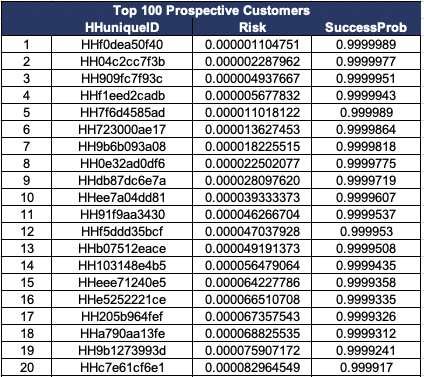 Top 100 Prospective Customers
HHuniqueID Risk SuccessProb
1 HHf0dea50f40 0.000001104751 0.9999989
2 HH04c2cc7f3b 0.000002287962 0.9999977
3 HH909fc7f93c 0.000004937667 0.9999951
4 HHf1eed2cadb 0.000005677832 0.9999943
5 HH7f6d4585ad 0.000011018122 0.999989
6 HH723000ae17 0.000013627453 0.9999864
7 HH9b6b093a08 0.000018225515 0.9999818
8 HH0e32ad0df6 0.000022502077 0.9999775
9 HHdb87dc6e7a 0.000028097620 0.9999719
10 HHee7a04dd81 0.000039333373 0.9999607
11 HH91f9aa3430 0.000046266704 0.9999537
12 HHf5ddd35bcf 0.000047037928 0.999953
13 HHb07512eace 0.000049191373 0.9999508
14 HH103148e4b5 0.000056479064 0.9999435
15 HHeee71240e5 0.000064227786 0.9999358
16 HHe5252221ce 0.000066510708 0.9999335
17 HH205b964fef 0.000067357543 0.9999326
18 HHa790aa13fe 0.000068825535 0.9999312
19 HH9b1273993d 0.000075907172 0.9999241
20 HHc7e61cf6e1 0.000082964549 0.999917